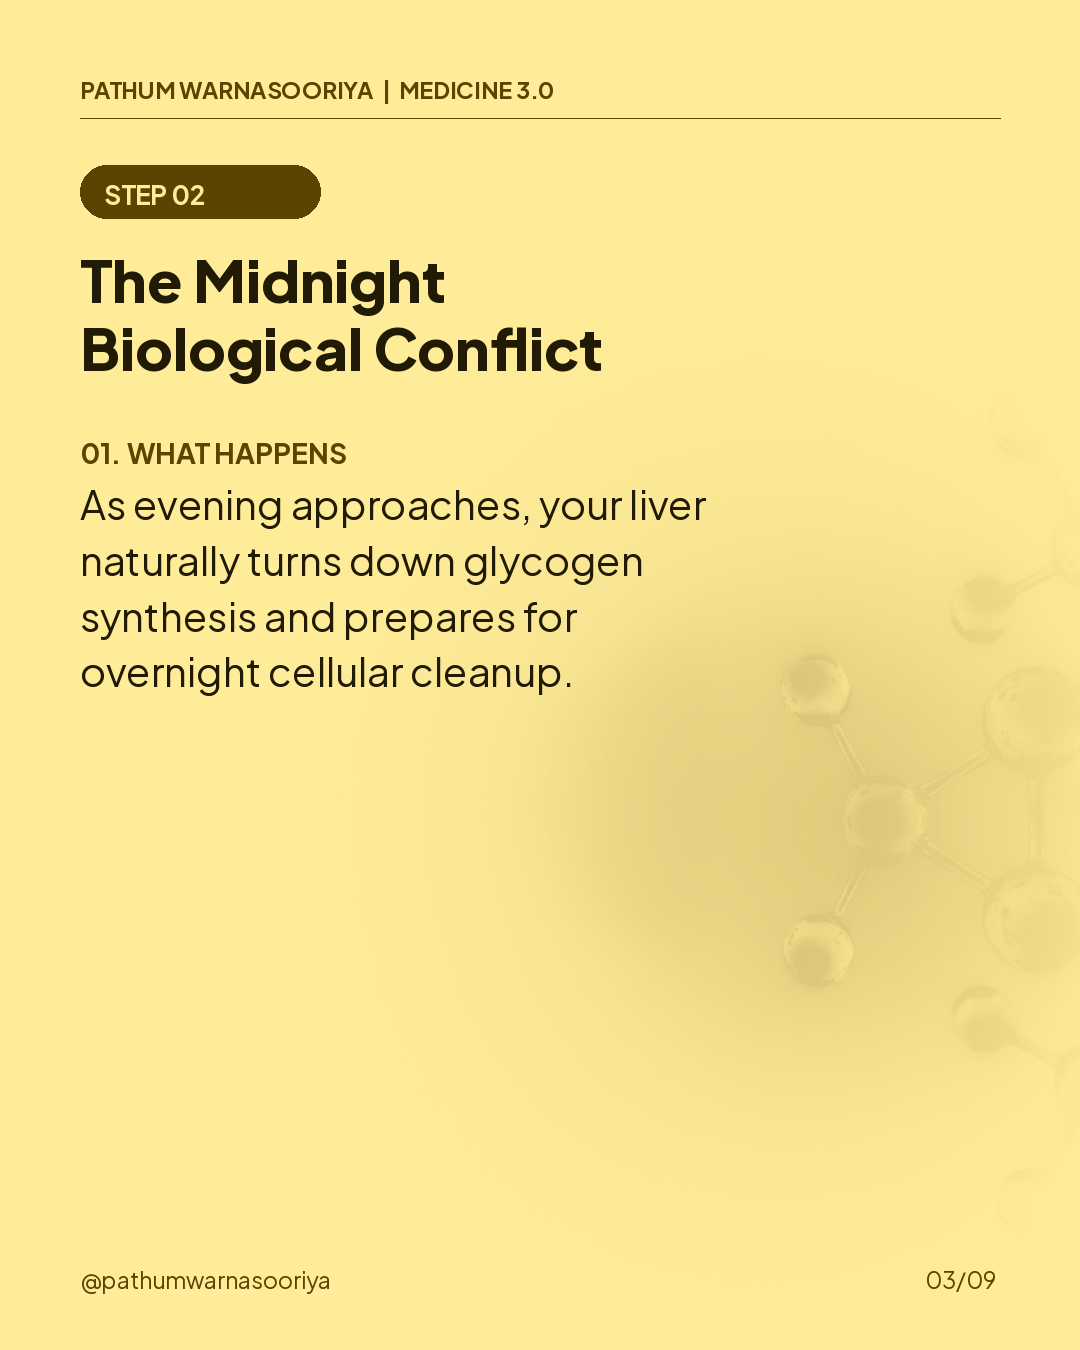 PATHUM WARNASOORIYA | MEDICINE 3.0
STEP 02
The Midnight
Biological Conflict
01. WHAT HAPPENS
As evening approaches, your liver
naturally turns down glycogen
synthesis and prepares for
overnight cellular cleanup.
@pathumwarnasooriya
03/09